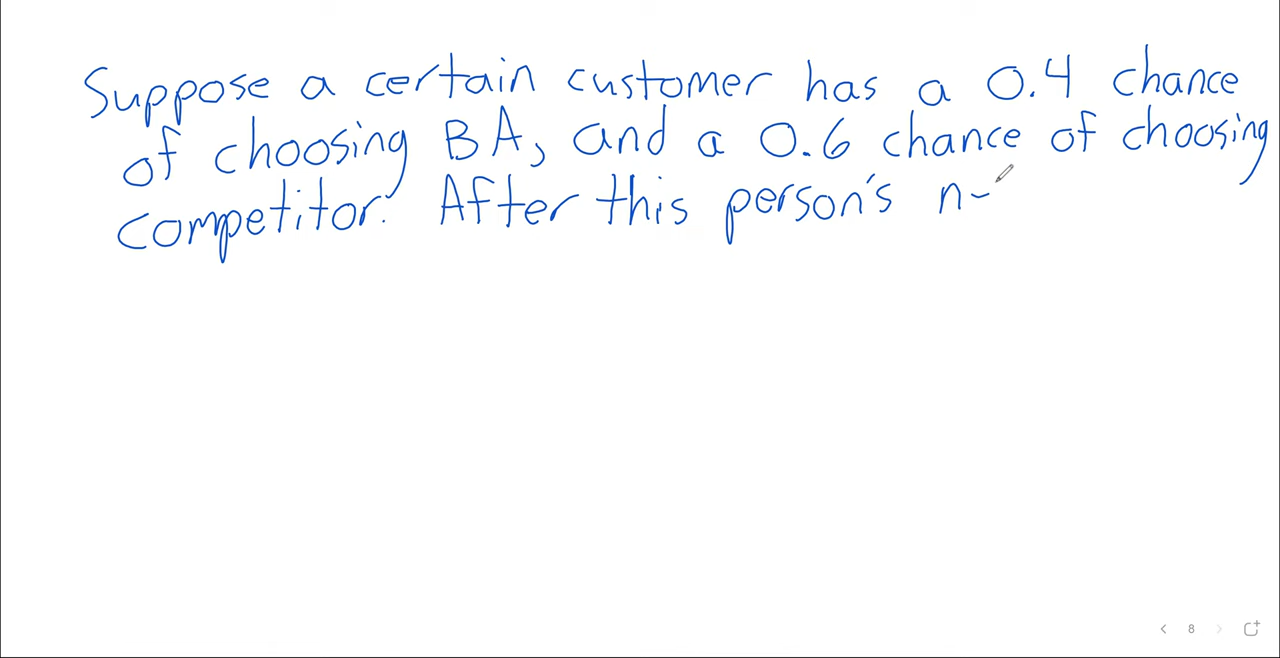 Suppose a certain customer has a 0.4 chance
of choosing BA, and a 0.6 chance of choosing
competitor. After this person's n-
8